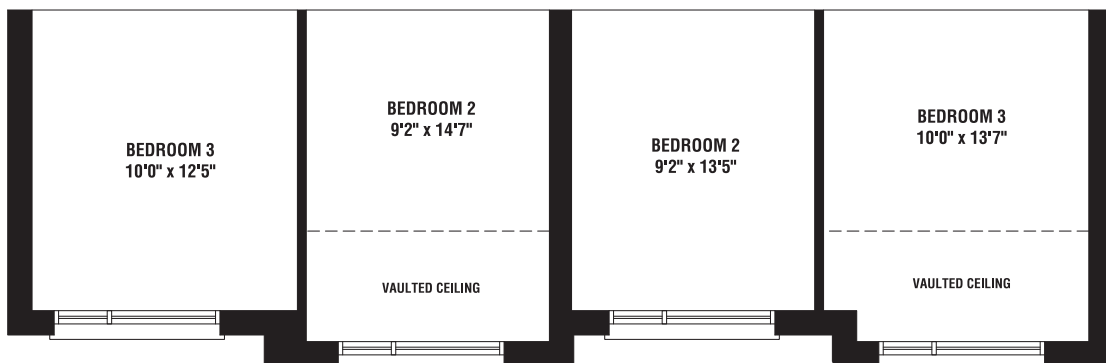 BEDROOM 3
10'0" x 12'5"
BEDROOM 2
9'2" x 14'7"
VAULTED CEILING
BEDROOM 2
9'2" x 13'5"
BEDROOM 3
10'0" x 13'7"
VAULTED CEILING